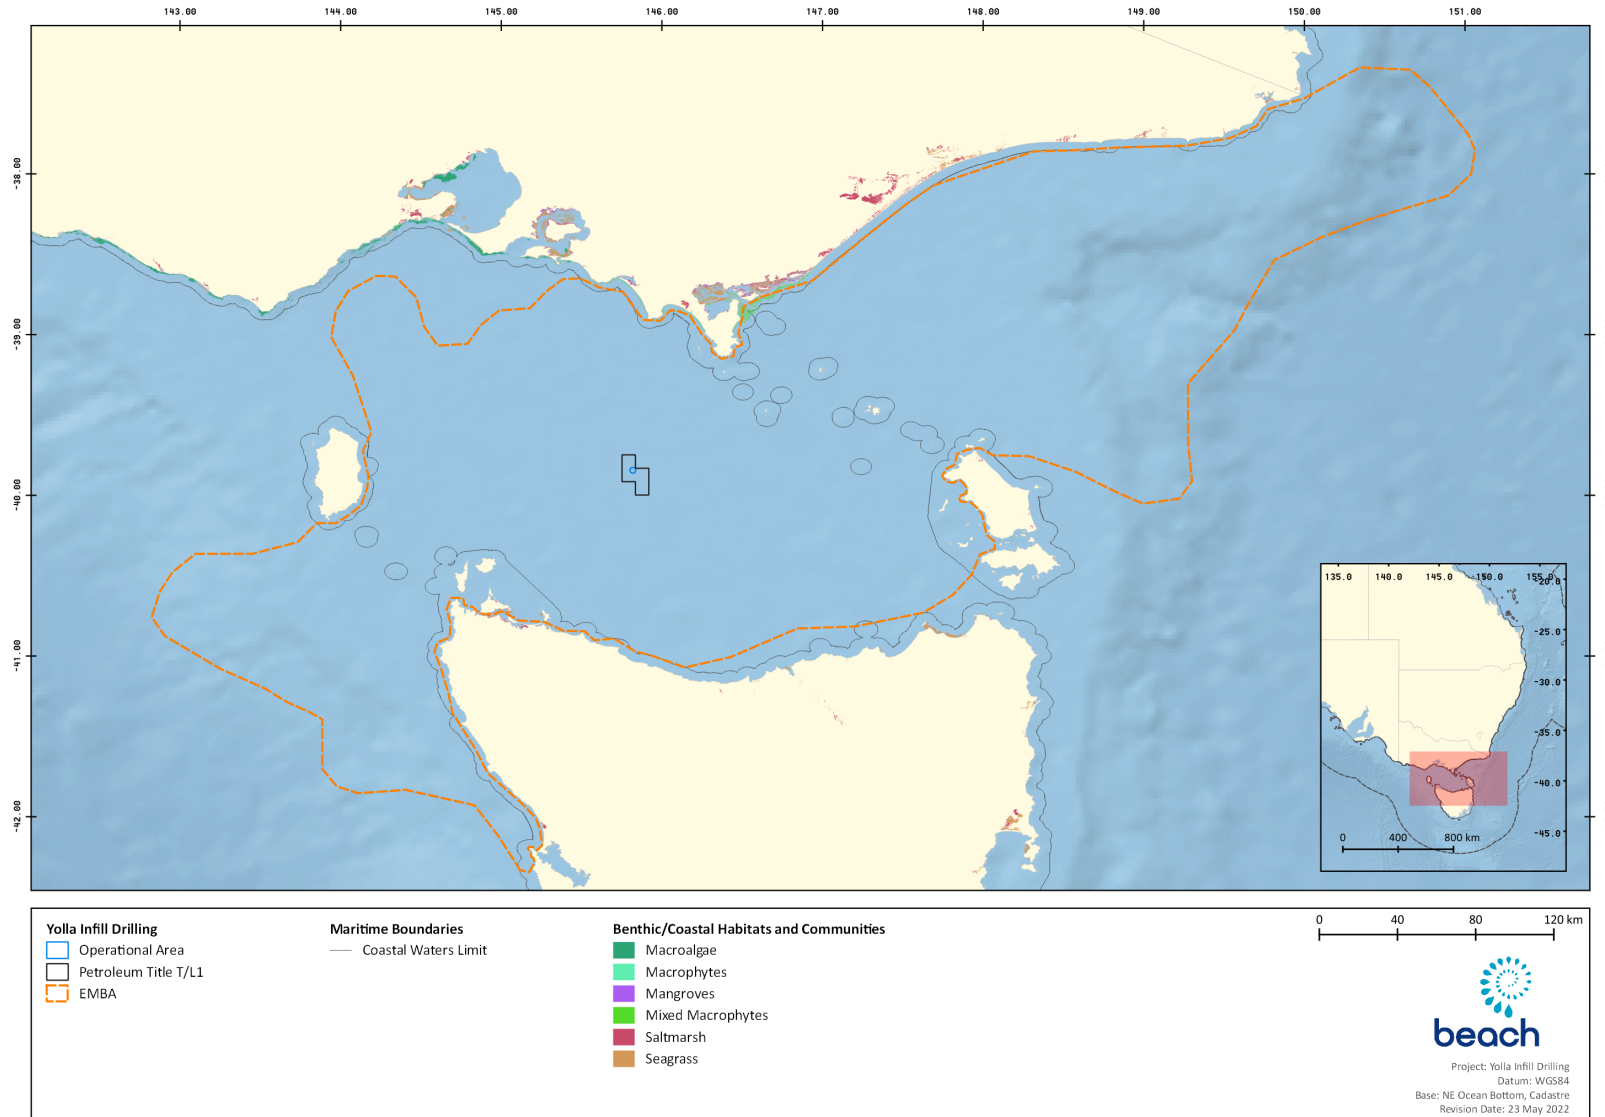 143.00 144.00 145.00 146.00 147.00 148.00 149.00 150.00 151.00
-38.00
-39.00
-40.00
-41.00
-42.00
135.0 140.0 145.0 150.0 155.0
-20.0
-25.0
-30.0
-35.0
-40.0
-45.0
0 400 800 km
Yolla Infill Drilling
Operational Area
Petroleum Title T/L1
EMBA
Maritime Boundaries
Coastal Waters Limit
Benthic/Coastal Habitats and Communities
Macroalgae
Macrophytes
Mangroves
Mixed Macrophytes
Saltmarsh
Seagrass
0 40 80 120 km
beach
Project: Yolla Infill Drilling
Datum: WGS84
Base: NE Ocean Bottom, Cadastre
Revision Date: 23 May 2022